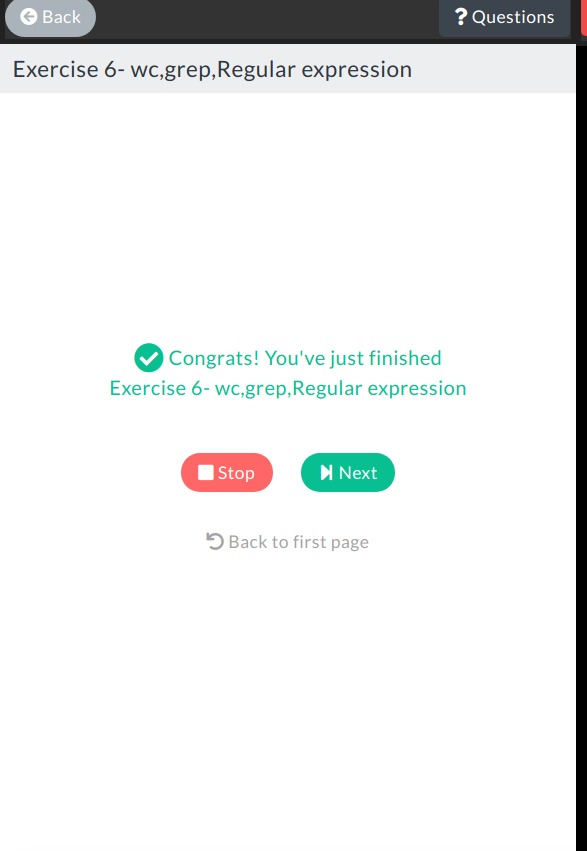 Back
? Questions
Exercise 6- wc,grep,Regular expression
Congrats! You've just finished
Exercise 6- wc,grep,Regular expression
Stop
Next
Back to first page